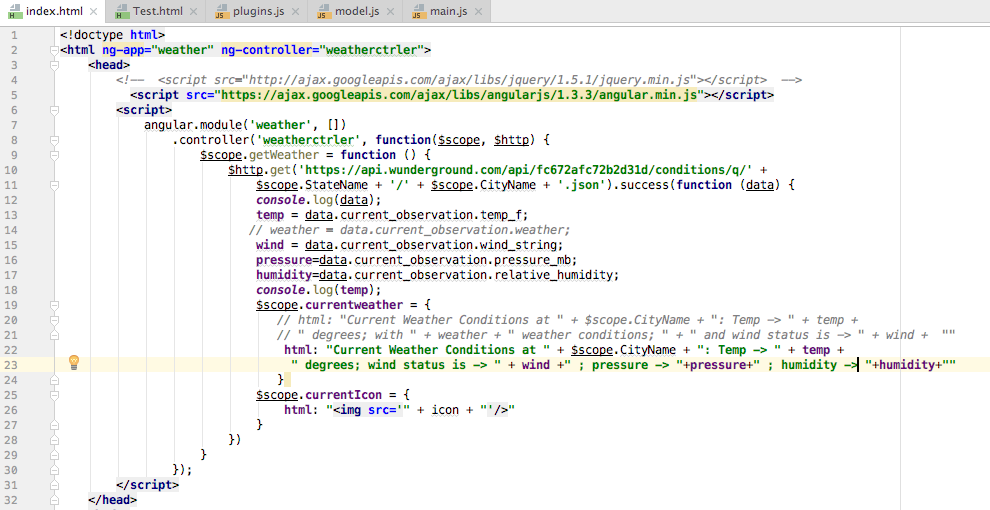 index.html Test.html plugins.js model.js main.js
1 <!doctype html>
2 <html ng-app="weather" ng-controller="weatherctrler">
3 <head>
4 <!-- <script src="http://ajax.googleapis.com/ajax/libs/jquery/1.5.1/jquery.min.js"></script> -->
5 <script src="https://ajax.googleapis.com/ajax/libs/angularjs/1.3.3/angular.min.js"></script>
6 <script>
7 angular.module('weather', [])
8 .controller('weatherctrler', function($scope, $http) {
9 $scope.getWeather = function () {
10 $http.get('https://api.wunderground.com/api/fc672afc72b2d31d/conditions/q/' +
11 $scope.StateName + '/' + $scope.CityName + '.json').success(function (data) {
12 console.log(data);
13 temp = data.current_observation.temp_f;
14 // weather = data.current_observation.weather;
15 wind = data.current_observation.wind_string;
16 pressure=data.current_observation.pressure_mb;
17 humidity=data.current_observation.relative_humidity;
18 console.log(temp);
19 $scope.currentweather = {
20 // html: "Current Weather Conditions at " + $scope.CityName + ": Temp -> " + temp +
21 // " degrees; with " + weather + " weather conditions; " + " and wind status is -> " + wind + ""
22 html: "Current Weather Conditions at " + $scope.CityName + ": Temp -> " + temp +
23 " degrees; wind status is -> " + wind +" ; pressure -> "+pressure+" ; humidity -> "+humidity+""
24 }
25 $scope.currentIcon = {
26 html: "<img src='" + icon + "'/>"
27 }
28 })
29 }
30 });
31 </script>
32 </head>